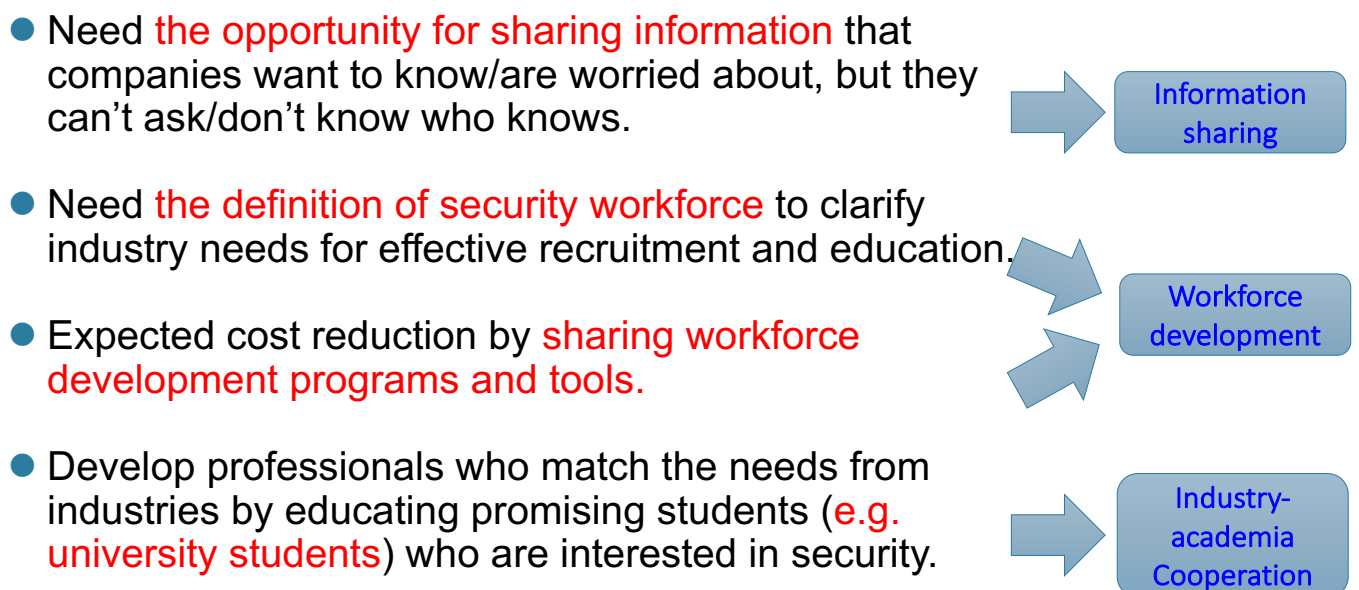 Need the opportunity for sharing information that
companies want to know/are worried about, but they
can’t ask/don’t know who knows.
Information
sharing
Need the definition of security workforce to clarify
industry needs for effective recruitment and education.
Expected cost reduction by sharing workforce
development programs and tools.
Workforce
development
Develop professionals who match the needs from
industries by educating promising students (e.g.
university students) who are interested in security.
Industry-
academia
Cooperation